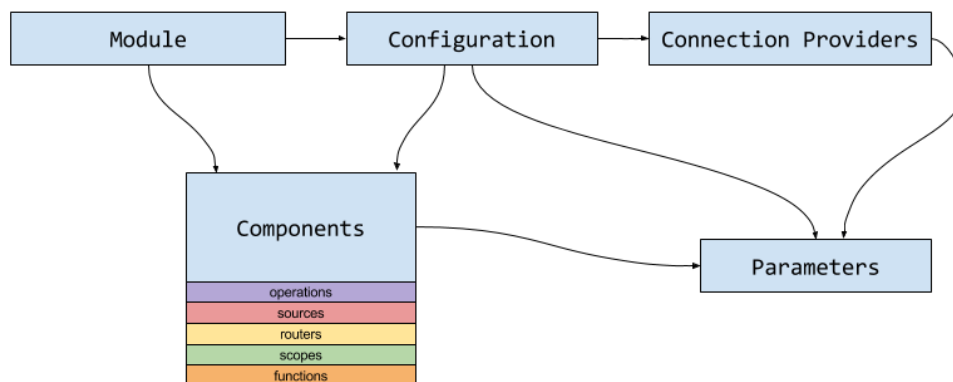 Module
Configuration
Connection Providers
Components
Parameters
operations
sources
routers
scopes
functions